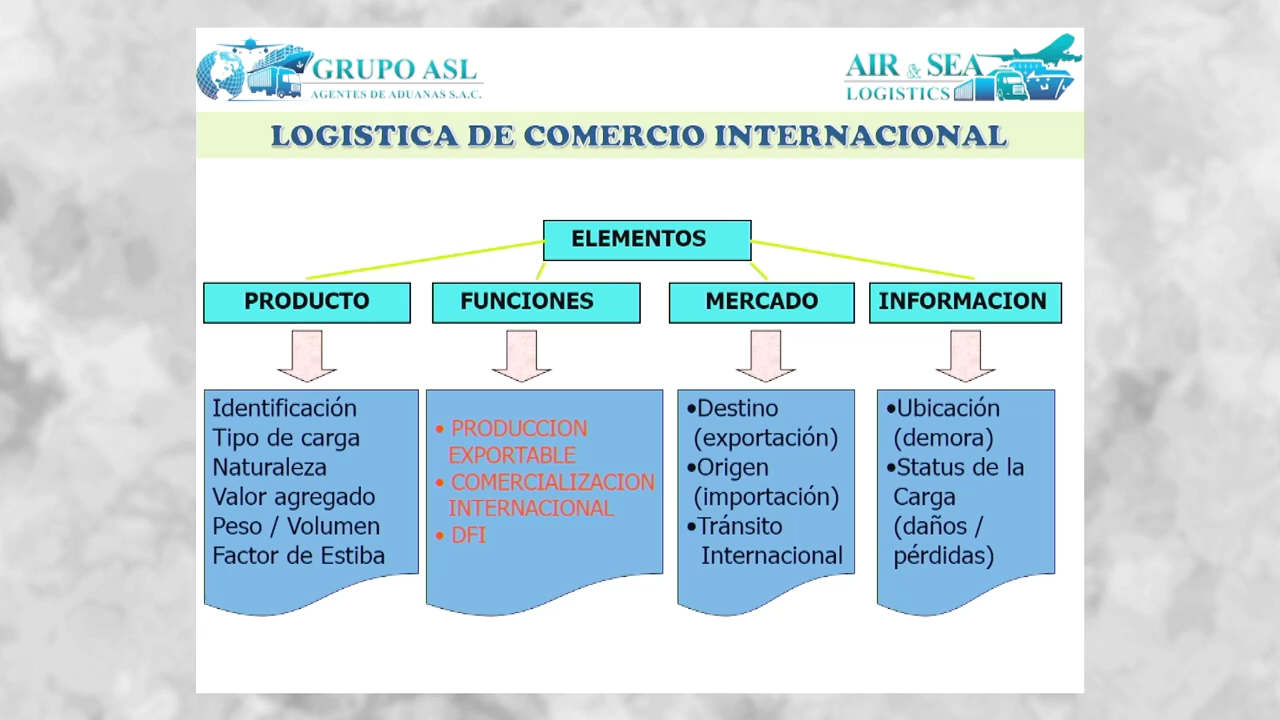 GRUPO ASL
AGENTES DE ADUANAS S.A.C.
AIR & SEA
LOGISTICS
LOGISTICA DE COMERCIO INTERNACIONAL
ELEMENTOS
PRODUCTO
FUNCIONES
MERCADO
INFORMACION
Identificación
Tipo de carga
Naturaleza
Valor agregado
Peso / Volumen
Factor de Estiba
• PRODUCCION
EXPORTABLE
• COMERCIALIZACION
INTERNACIONAL
• DFI
•Destino
(exportación)
•Origen
(importación)
•Tránsito
Internacional
•Ubicación
(demora)
•Status de la
Carga
(daños /
pérdidas)